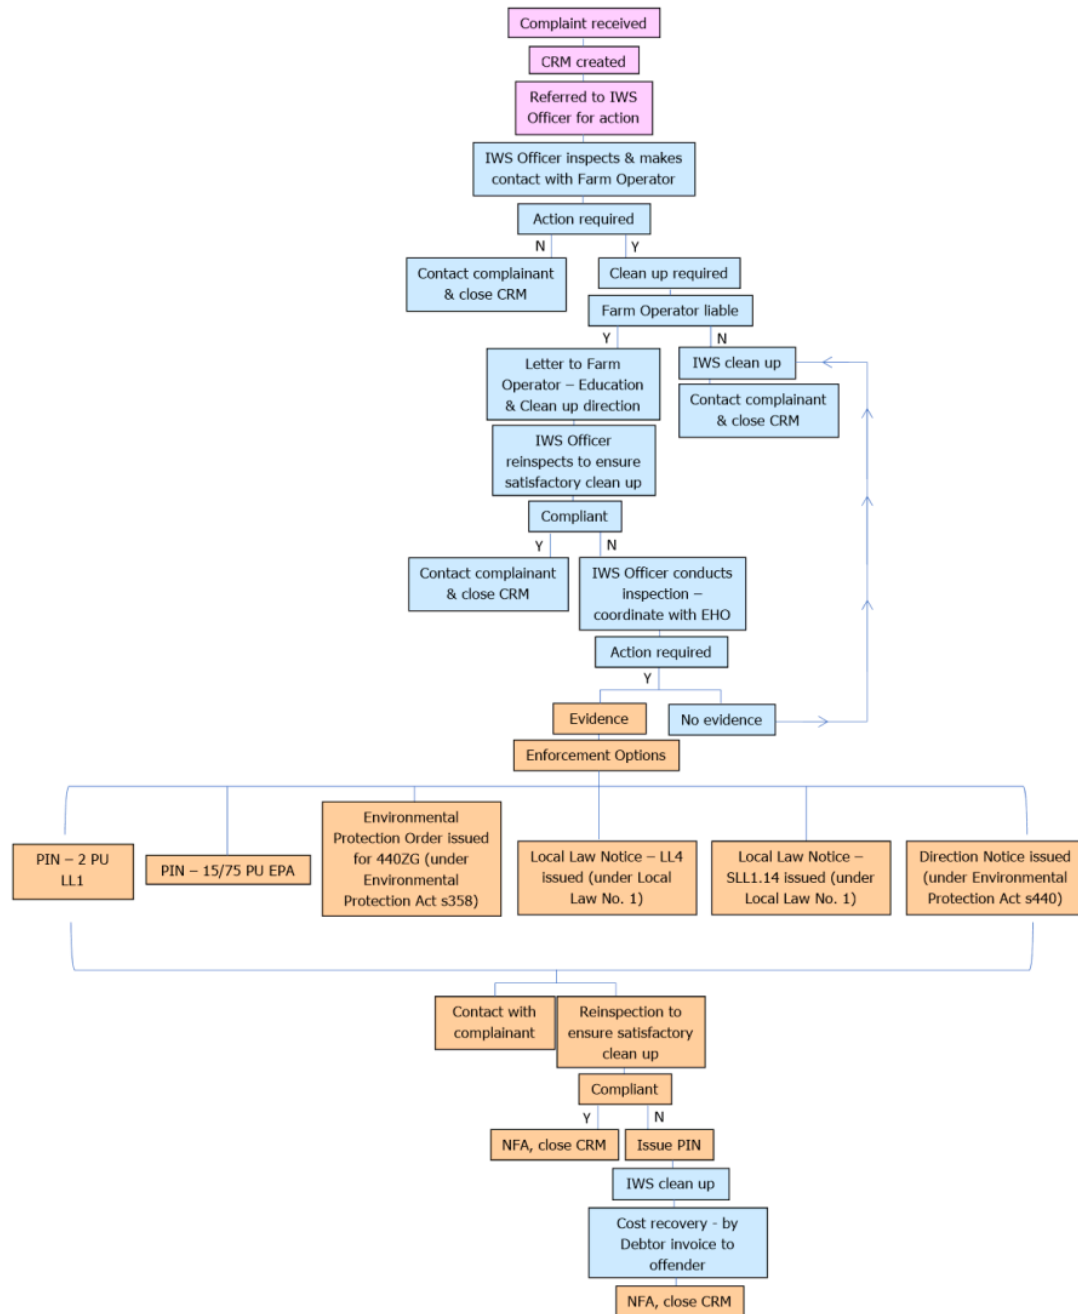 Complaint received
CRM created
Referred to IWS
Officer for action
IWS Officer inspects & makes
contact with Farm Operator
Action required
N
Y
Contact complainant
& close CRM
Clean up required
Farm Operator liable
Y
N
Letter to Farm
Operator – Education
& Clean up direction
IWS clean up
Contact complainant
& close CRM
IWS Officer
reinspects to ensure
satisfactory clean up
Compliant
Y
N
Contact complainant
& close CRM
IWS Officer conducts
inspection –
coordinate with EHO
Action required
Y
Evidence
No evidence
Enforcement Options
PIN – 2 PU
LL1
PIN – 15/75 PU EPA
Environmental
Protection Order issued
for 440ZG (under
Environmental
Protection Act s358)
Local Law Notice – LL4
issued (under Local
Law No. 1)
Local Law Notice –
SLL1.14 issued (under
Local Law No. 1)
Direction Notice issued
(under Environmental
Protection Act s440)
Contact with
complainant
Reinspection to
ensure satisfactory
clean up
Compliant
Y
N
NFA, close CRM
Issue PIN
IWS clean up
Cost recovery - by
Debtor invoice to
offender
NFA, close CRM